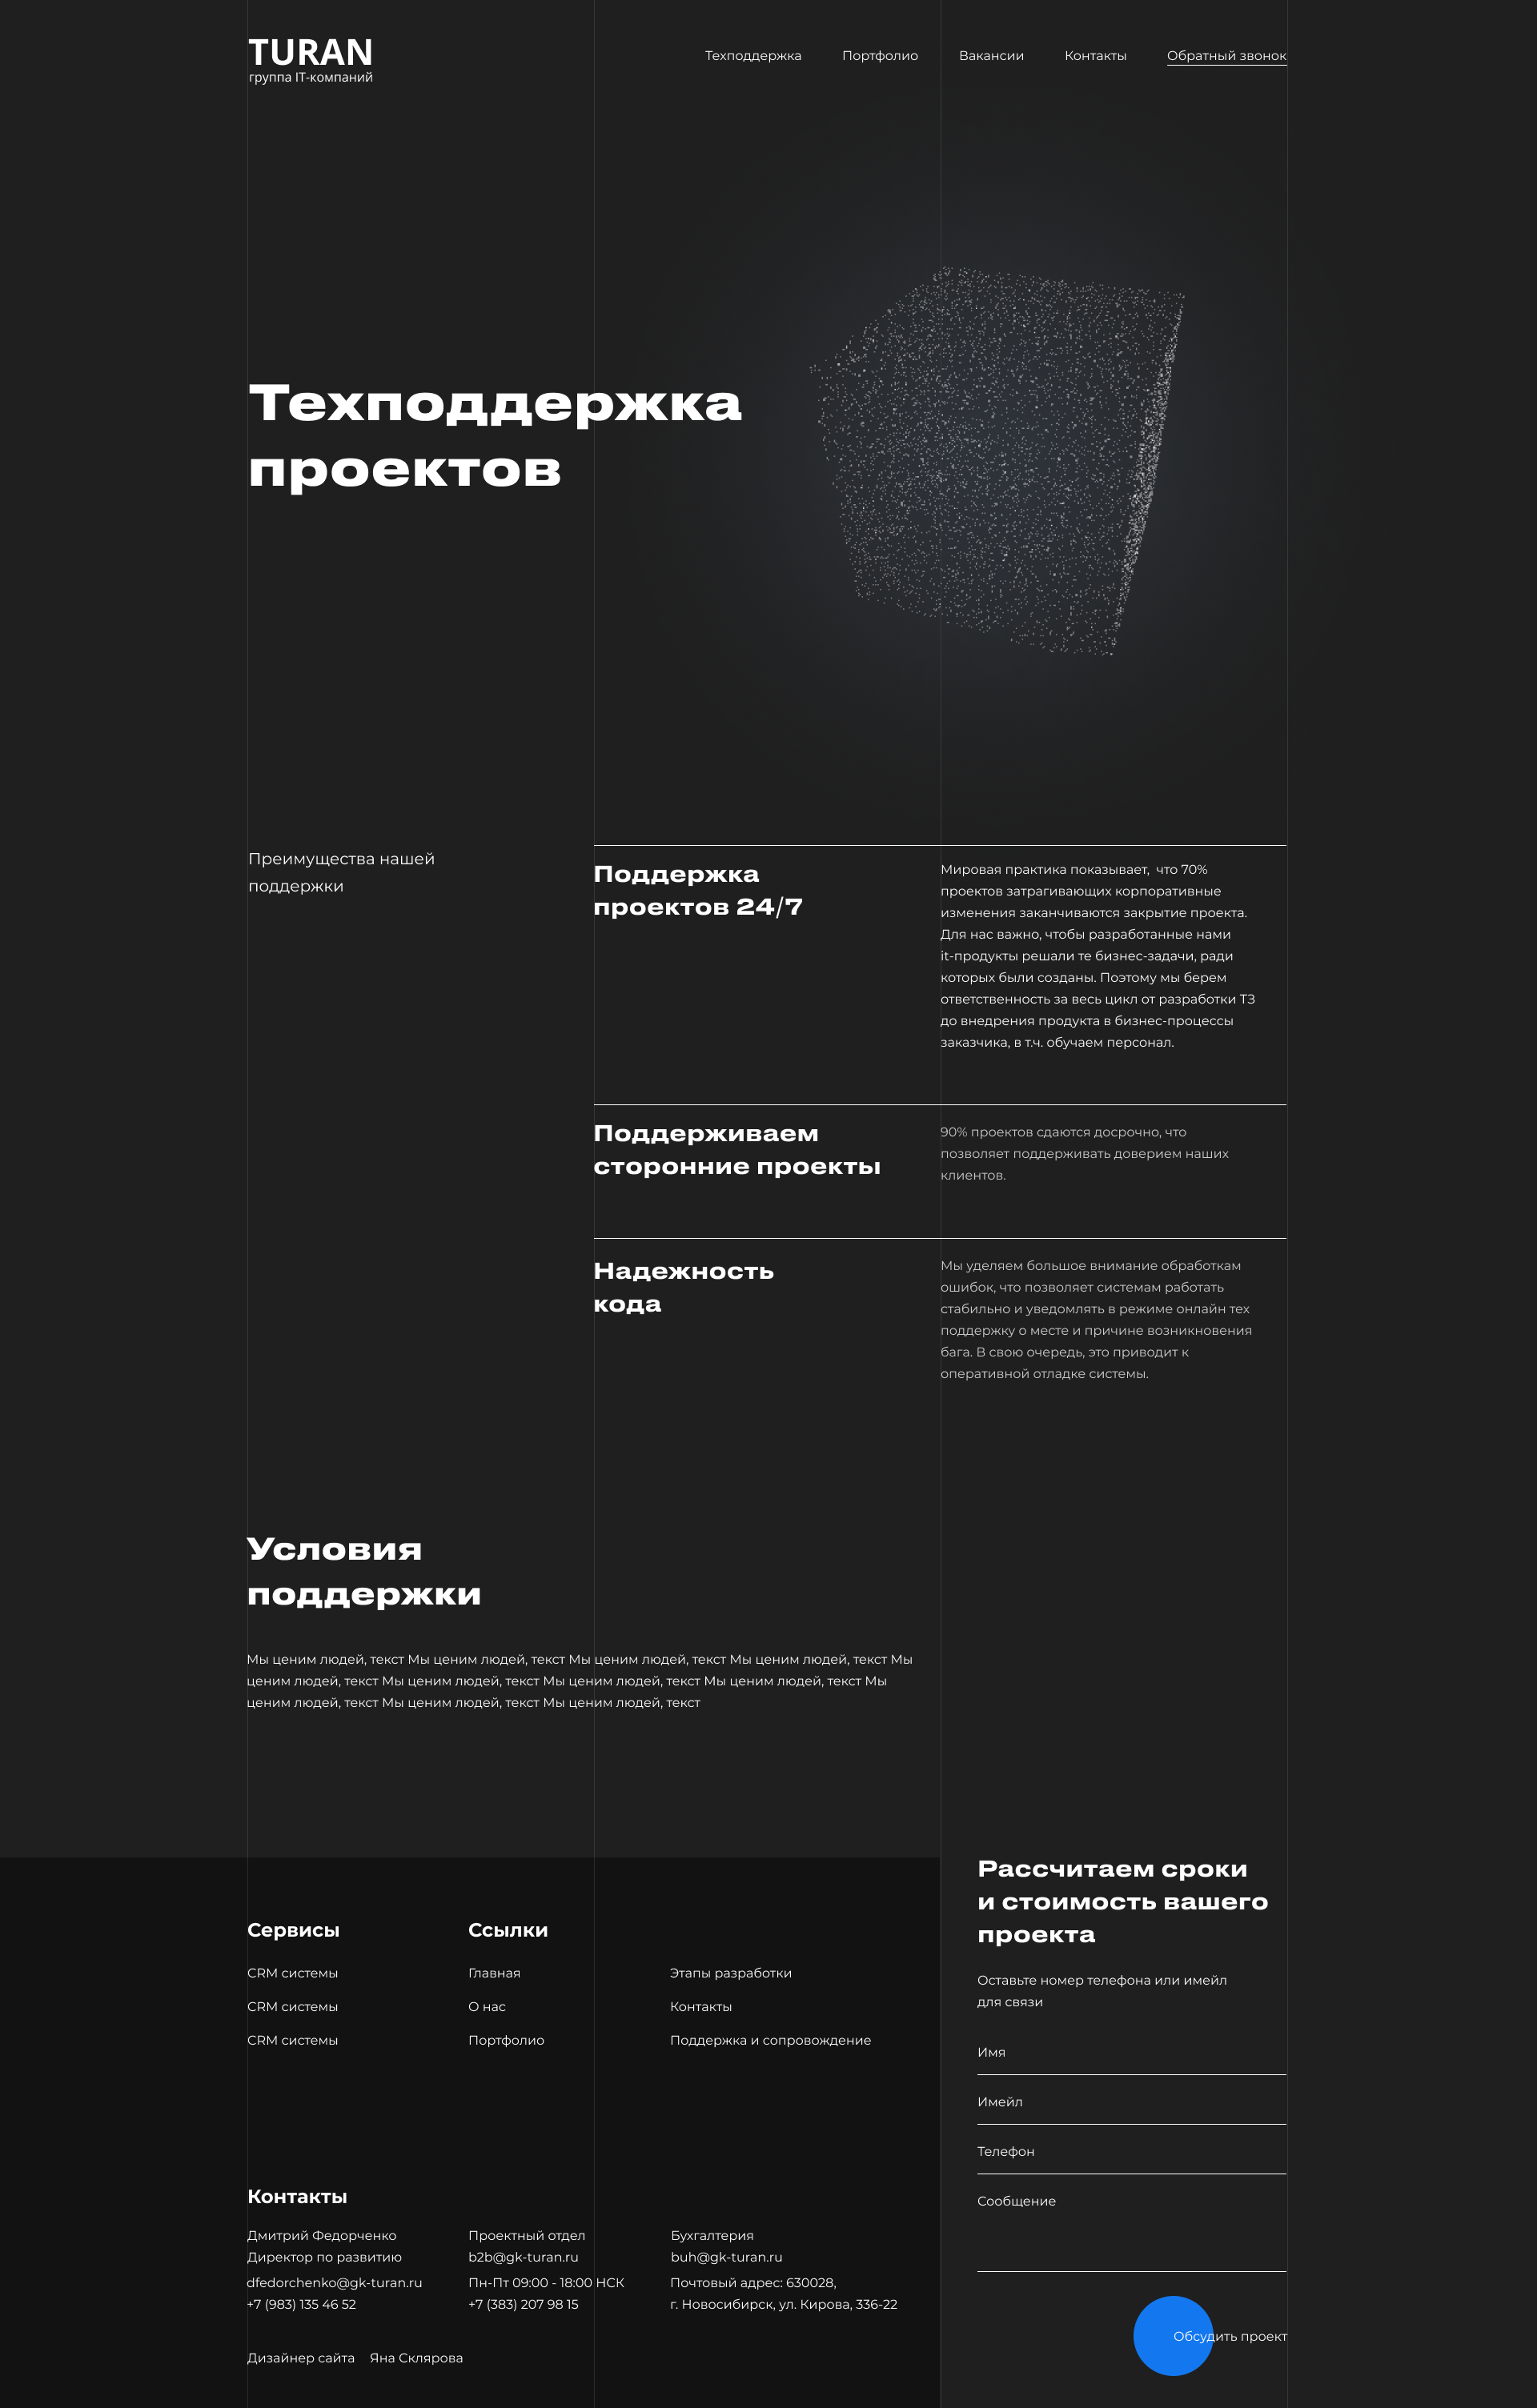 TURAN
группа IT-компаний
Техподдержка
Портфолио
Вакансии
Контакты
Обратный звонок
Техподдержка
проектов
Преимущества нашей
поддержки
Поддержка
проектов 24/7
Мировая практика показывает,  что 70%
проектов затрагивающих корпоративные
изменения заканчиваются закрытие проекта.
Для нас важно, чтобы разработанные нами
it-продукты решали те бизнес-задачи, ради
которых были созданы. Поэтому мы берем
ответственность за весь цикл от разработки ТЗ
до внедрения продукта в бизнес-процессы
заказчика, в т.ч. обучаем персонал.
Поддерживаем
сторонние проекты
90% проектов сдаются досрочно, что
позволяет поддерживать доверием наших
клиентов.
Надежность
кода
Мы уделяем большое внимание обработкам
ошибок, что позволяет системам работать
стабильно и уведомлять в режиме онлайн тех
поддержку о месте и причине возникновения
бага. В свою очередь, это приводит к
оперативной отладке системы.
Условия
поддержки
Мы ценим людей, текст Мы ценим людей, текст Мы ценим людей, текст Мы ценим людей, текст Мы
ценим людей, текст Мы ценим людей, текст Мы ценим людей, текст Мы ценим людей, текст Мы
ценим людей, текст Мы ценим людей, текст Мы ценим людей, текст
Сервисы
CRM системы
CRM системы
CRM системы
Ссылки
Главная
О нас
Портфолио
Этапы разработки
Контакты
Поддержка и сопровождение
Контакты
Дмитрий Федорченко
Директор по развитию
dfedorchenko@gk-turan.ru
+7 (983) 135 46 52
Проектный отдел
b2b@gk-turan.ru
Пн-Пт 09:00 - 18:00 НСК
+7 (383) 207 98 15
Бухгалтерия
buh@gk-turan.ru
Почтовый адрес: 630028,
г. Новосибирск, ул. Кирова, 336-22
Дизайнер сайта
Яна Склярова
Рассчитаем сроки
и стоимость вашего
проекта
Оставьте номер телефона или имейл
для связи
Имя
Имейл
Телефон
Сообщение
Обсудить проект